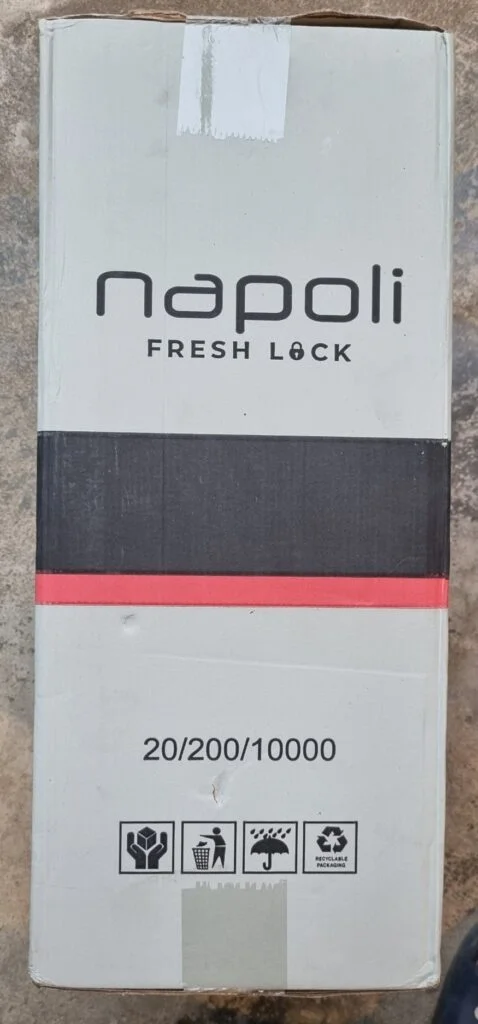 napoli
FRESH LOCK
20/200/10000
RECYCLABLE
PACKAGING